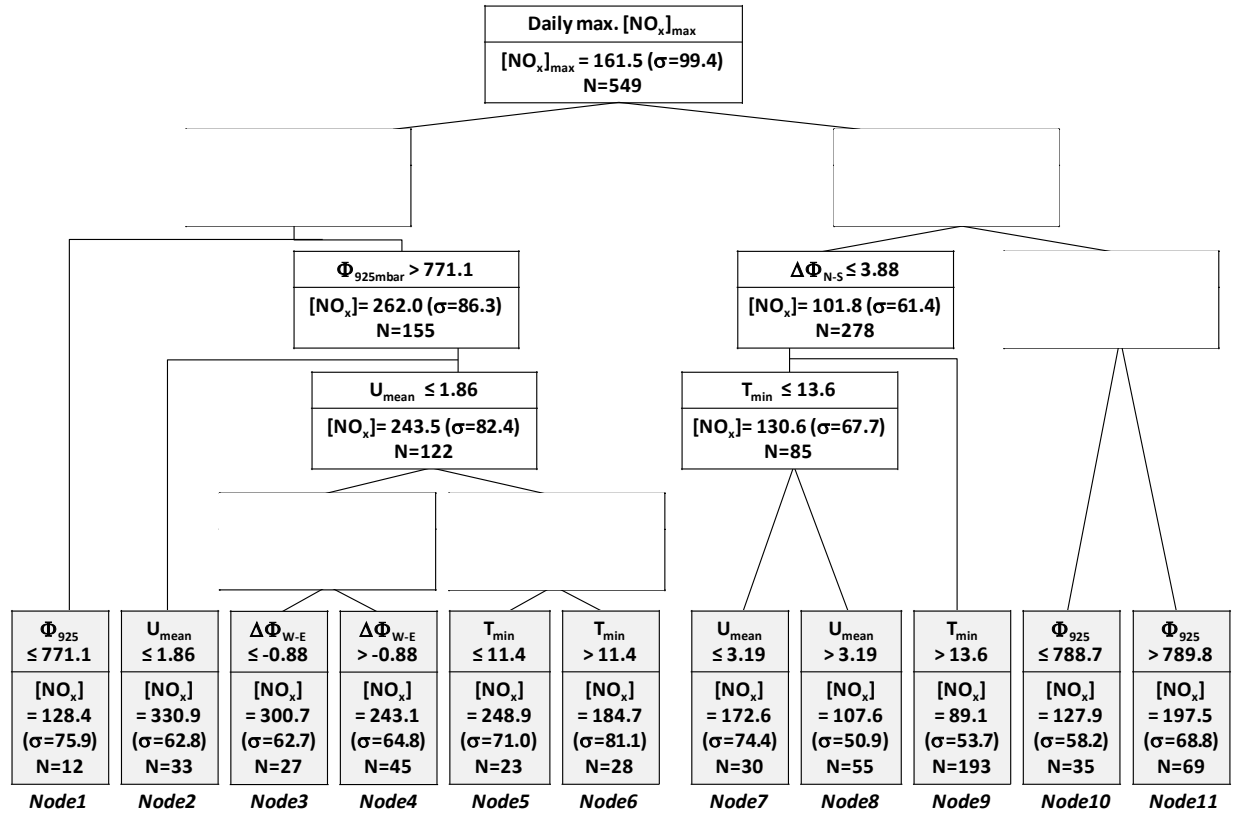 Daily max. [NOₓ]ₘₐₓ
[NOₓ]ₘₐₓ = 161.5 (σ=99.4)
N=549
Φ₉₂₅ₘbar > 771.1
[NOₓ]= 262.0 (σ=86.3)
N=155
ΔΦN-S ≤ 3.88
[NOₓ]= 101.8 (σ=61.4)
N=278
Umean ≤ 1.86
[NOₓ]= 243.5 (σ=82.4)
N=122
Tmin ≤ 13.6
[NOₓ]= 130.6 (σ=67.7)
N=85
Φ₉₂₅
≤ 771.1
[NOₓ]
= 128.4
(σ=75.9)
N=12
Node1
Umean
≤ 1.86
[NOₓ]
= 330.9
(σ=62.8)
N=33
Node2
ΔΦW-E
≤ -0.88
[NOₓ]
= 300.7
(σ=62.7)
N=27
Node3
ΔΦW-E
> -0.88
[NOₓ]
= 243.1
(σ=64.8)
N=45
Node4
Tmin
≤ 11.4
[NOₓ]
= 248.9
(σ=71.0)
N=23
Node5
Tmin
> 11.4
[NOₓ]
= 184.7
(σ=81.1)
N=28
Node6
Umean
≤ 3.19
[NOₓ]
= 172.6
(σ=74.4)
N=30
Node7
Umean
> 3.19
[NOₓ]
= 107.6
(σ=50.9)
N=55
Node8
Tmin
> 13.6
[NOₓ]
= 89.1
(σ=53.7)
N=193
Node9
Φ₉₂₅
≤ 788.7
[NOₓ]
= 127.9
(σ=58.2)
N=35
Node10
Φ₉₂₅
> 789.8
[NOₓ]
= 197.5
(σ=68.8)
N=69
Node11